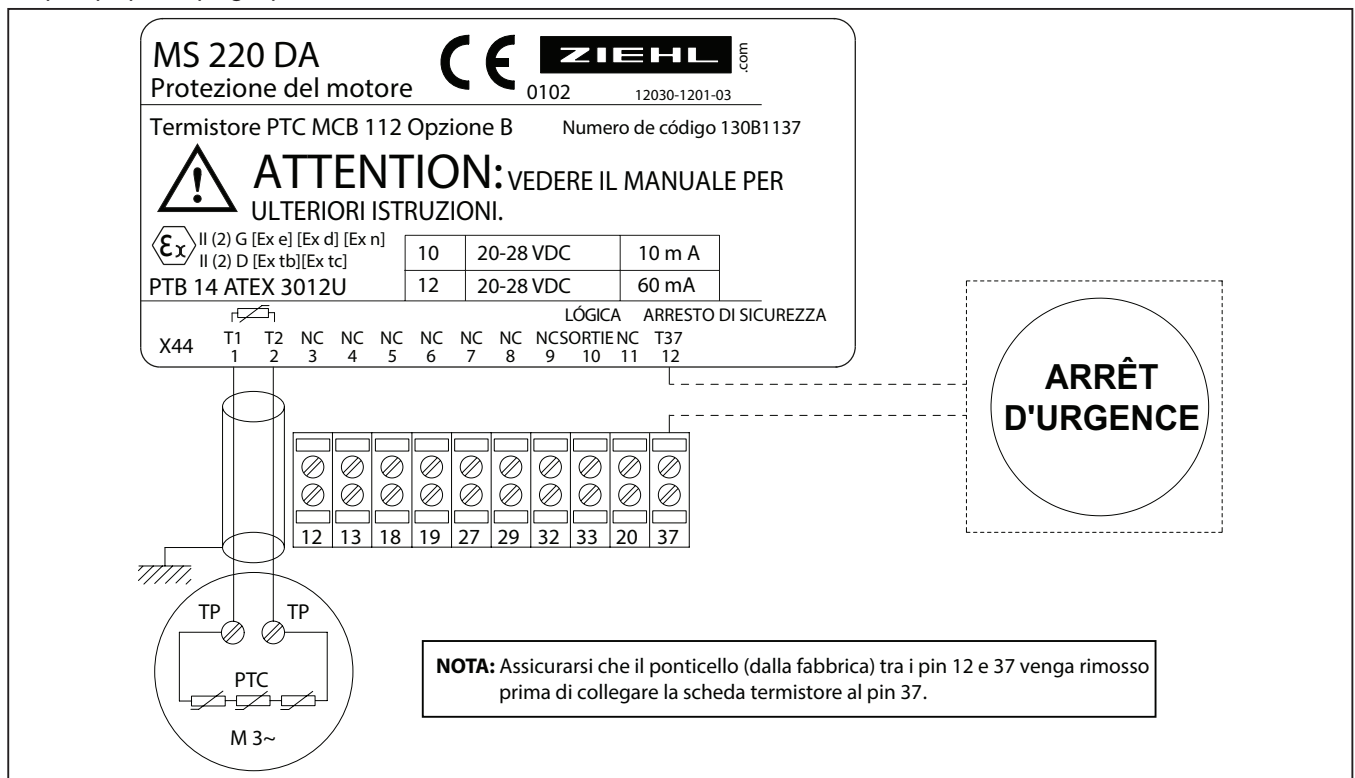 MS 220 DA
Protezione del motore
CE 0102
ZIEHL .com
12030-1201-03
Termistore PTC MCB 112 Opzione B
Numero de código 130B1137
ATTENTION: VEDERE IL MANUALE PER
ULTERIORI ISTRUZIONI.
Ex II (2) G [Ex e] [Ex d] [Ex n]
II (2) D [Ex tb][Ex tc]
PTB 14 ATEX 3012U
10 20-28 VDC 10 m A
12 20-28 VDC 60 mA
LÓGICA ARRESTO DI SICUREZZA
X44
T1 T2 NC NC NC NC NC NC NC SORTIE NC T37
1 2 3 4 5 6 7 8 9 10 11 12
ARRÊT
D'URGENCE
12 13 18 19 27 29 32 33 20 37
TP TP
PTC
M 3~
NOTA: Assicurarsi che il ponticello (dalla fabbrica) tra i pin 12 e 37 venga rimosso
prima di collegare la scheda termistore al pin 37.